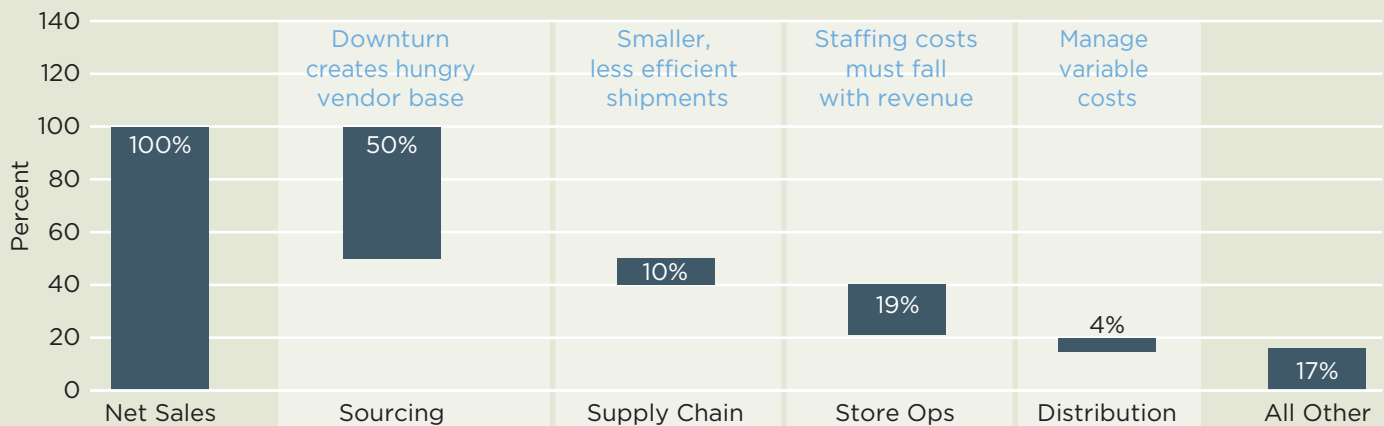 140
120
100
80
60
40
20
0
Percent
Downturn
creates hungry
vendor base
Smaller,
less efficient
shipments
Staffing costs
must fall
with revenue
Manage
variable
costs
100%
50%
10%
19%
4%
17%
Net Sales
Sourcing
Supply Chain
Store Ops
Distribution
All Other